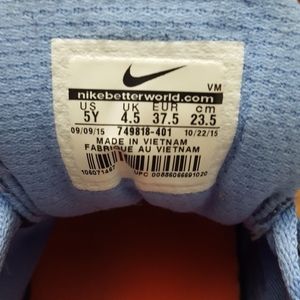 VM
nikebetterworld.com
US UK EUR cm
5Y 4.5 37.5 23.5
09/09/15 749818-401 10/22/15
MADE IN VIETNAM
FABRIQUE AU VIETNAM
UPC 00886066691020